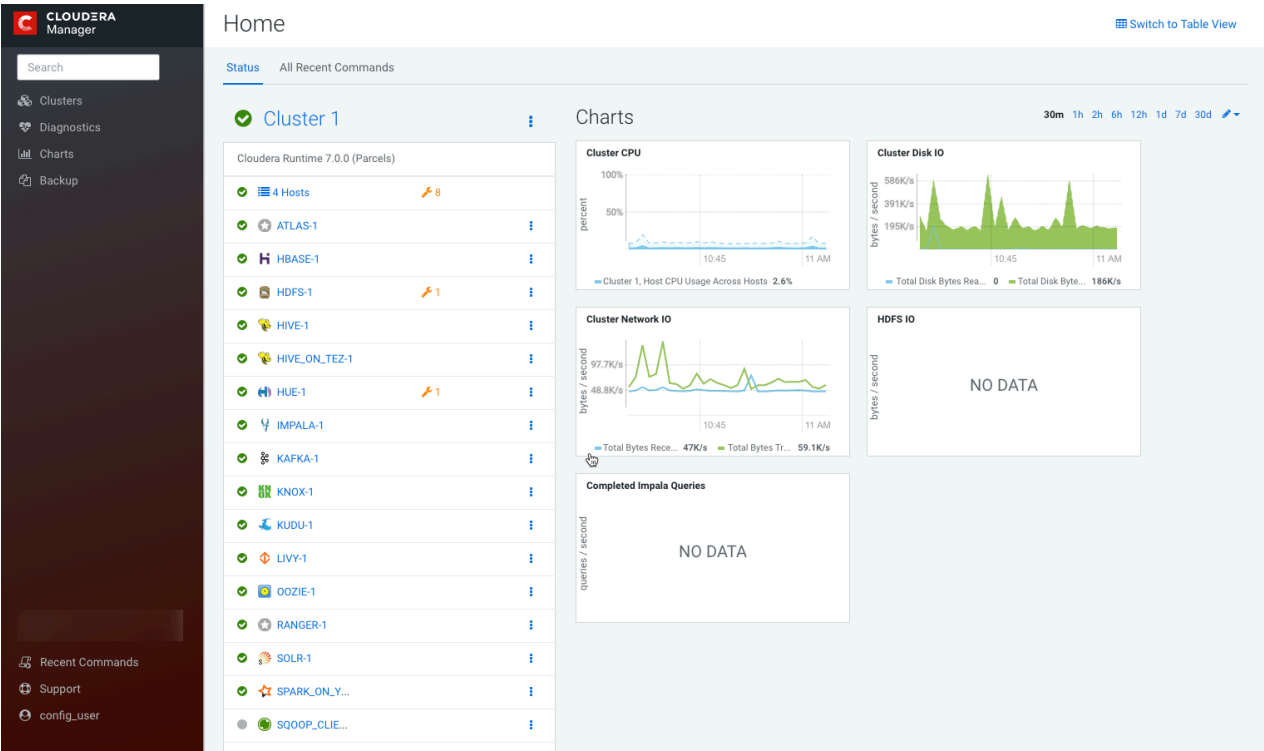 CLOUDERA
Manager
Search
Clusters
Diagnostics
Charts
Backup
Recent Commands
Support
config_user
Home
Switch to Table View
Status All Recent Commands
Cluster 1
Cloudera Runtime 7.0.0 (Parcels)
4 Hosts 8
ATLAS-1
HBASE-1
HDFS-1 1
HIVE-1
HIVE_ON_TEZ-1
HUE-1 1
IMPALA-1
KAFKA-1
KNOX-1
KUDU-1
LIVY-1
OOZIE-1
RANGER-1
SOLR-1
SPARK_ON_Y...
SQOOP_CLIE...
Charts
30m 1h 2h 6h 12h 1d 7d 30d
Cluster CPU
percent
100%
50%
10:45 11 AM
Cluster 1, Host CPU Usage Across Hosts 2.6%
Cluster Disk IO
bytes / second
586K/s
391K/s
195K/s
10:45 11 AM
Total Disk Bytes Rea... 0 Total Disk Byte... 186K/s
Cluster Network IO
bytes / second
97.7K/s
48.8K/s
10:45 11 AM
Total Bytes Rece... 47K/s Total Bytes Tr... 59.1K/s
HDFS IO
bytes / second
NO DATA
Completed Impala Queries
queries / second
NO DATA